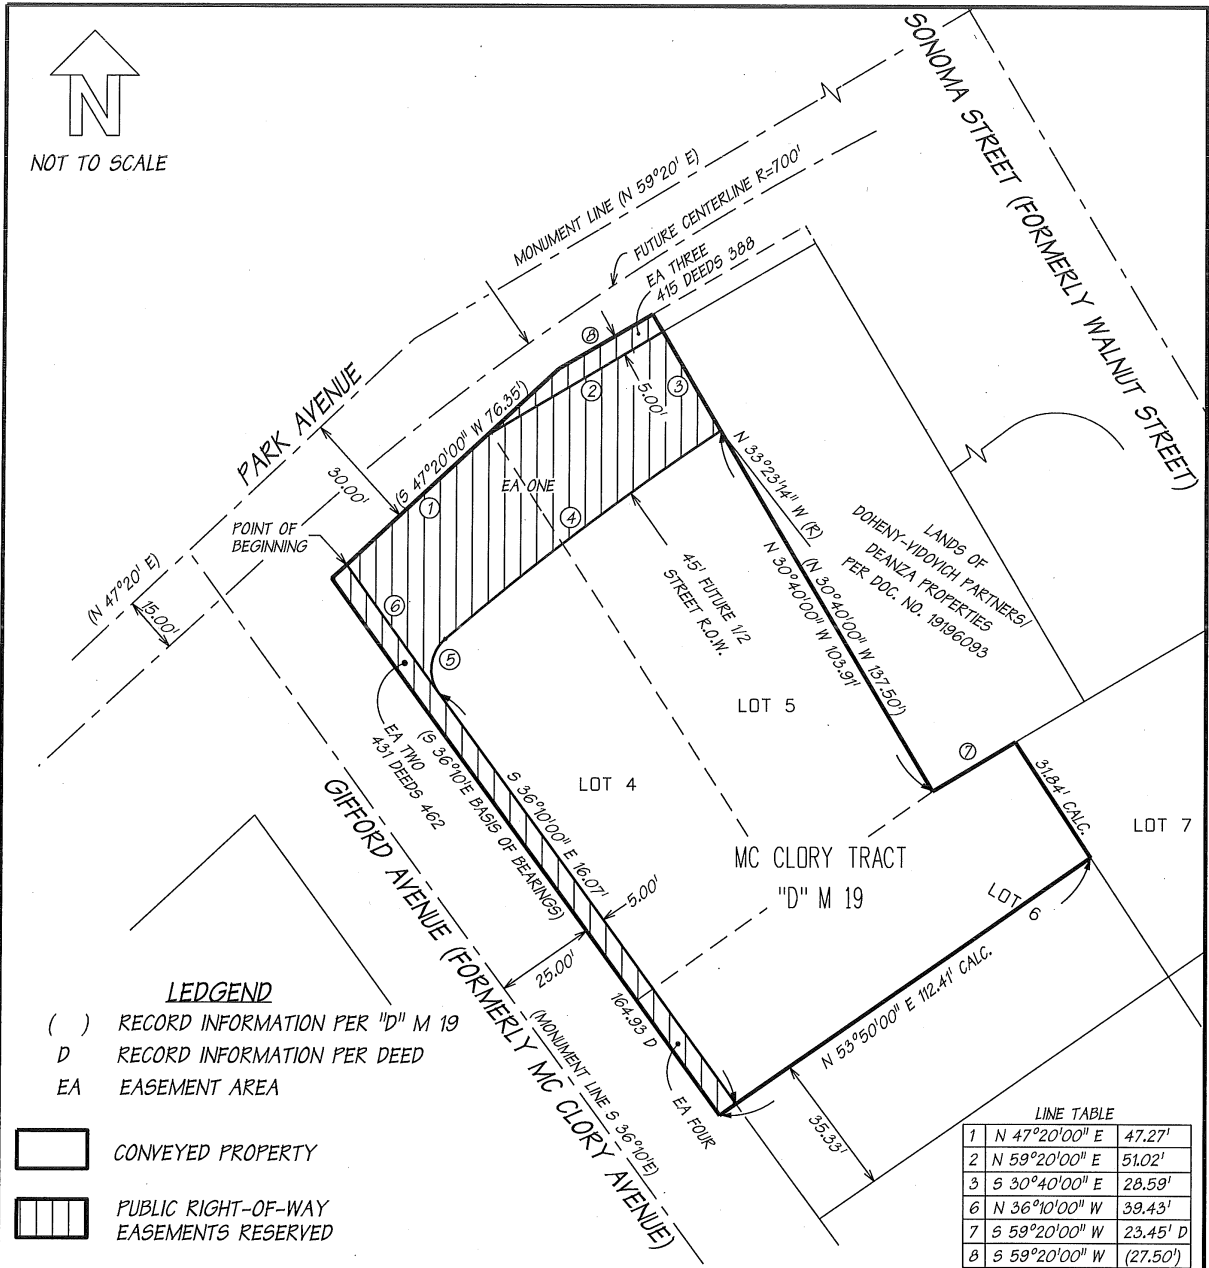 N
NOT TO SCALE
SONOMA STREET (FORMERLY WALNUT STREET)
MONUMENT LINE (N 59°20' E)
FUTURE CENTERLINE R=700'
EA THREE
415 DEEDS 388
PARK AVENUE
8
2
3
5.00'
(S 47°20'00" W 76.35')
30.00'
EA ONE
1
4
POINT OF
BEGINNING
(N 47°20' E)
15.00'
6
5
N 33°23'14" W (R)
(N 30°40'00" W 137.50')
N 30°40'00" W 103.91'
45' FUTURE 1/2
STREET R.O.W.
LANDS OF
DOHENY-VIDOVICH PARTNERS/
DEANZA PROPERTIES
PER DOC. NO. 19196093
LOT 5
LOT 4
7
31.84' CALC.
LOT 7
EA TWO
431 DEEDS 462
(S 36°10'E BASIS OF BEARINGS)
S 36°10'00" E 16.07'
5.00'
MC CLORY TRACT
"D" M 19
LOT 6
GIFFORD AVENUE (FORMERLY MC CLORY AVENUE)
25.00'
164.93 D
(MONUMENT LINE S 36°10'E)
N 53°50'00" E 112.41' CALC.
EA FOUR
35.33'
LEDGEND
( ) RECORD INFORMATION PER "D" M 19
D RECORD INFORMATION PER DEED
EA EASEMENT AREA
CONVEYED PROPERTY
PUBLIC RIGHT-OF-WAY
EASEMENTS RESERVED
LINE TABLE
1 N 47°20'00" E 47.27'
2 N 59°20'00" E 51.02'
3 S 30°40'00" E 28.59'
6 N 36°10'00" W 39.43'
7 S 59°20'00" W 23.45' D
8 S 59°20'00" W (27.50')